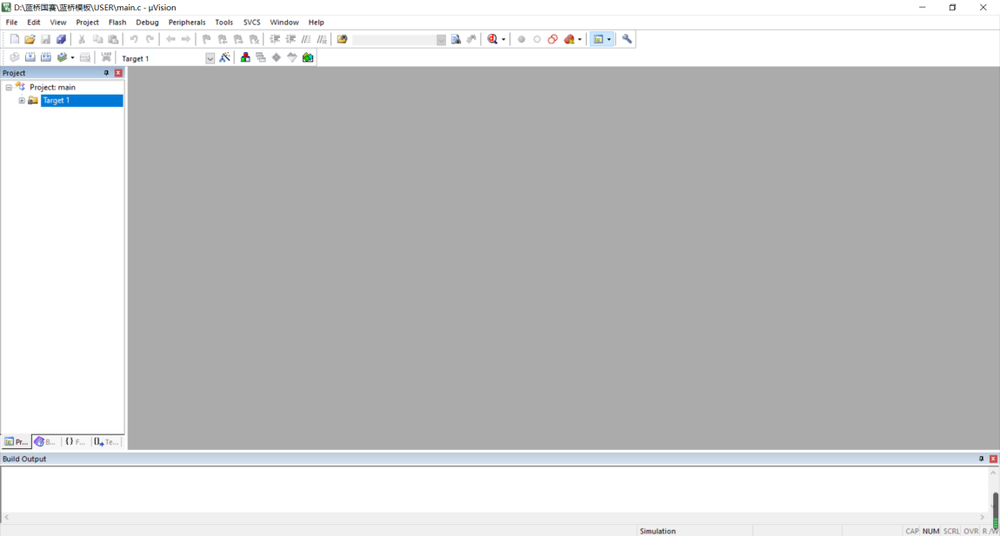 D:\蓝桥国赛\蓝桥模板\USER\main.c - µVision
File Edit View Project Flash Debug Peripherals Tools SVCS Window Help
LOAD
Target 1
Project
Project: main
Target 1
Pr... B... {} F... Te...
Build Output
Simulation
CAP NUM SCRL OVR R/W